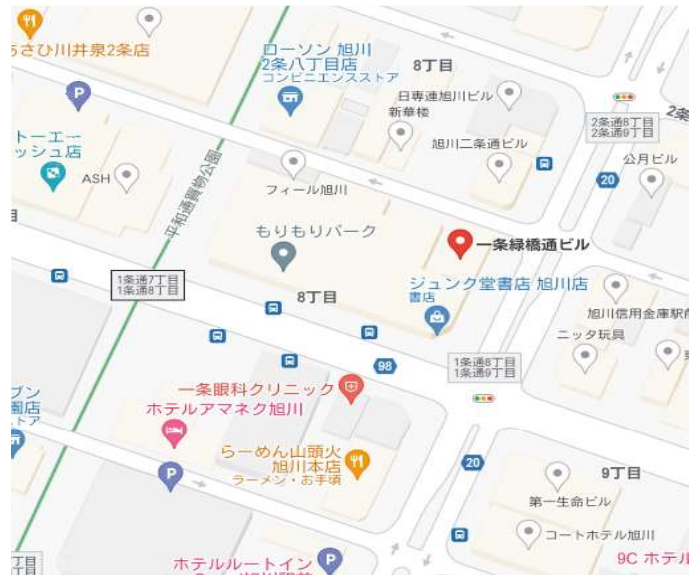 あさひ川井泉2条店
ローソン 旭川
2条八丁目店
コンビニエンスストア
8丁目
P
日専連旭川ビル
新華楼
2条通8丁目
2条通9丁目
2条
旭川二条通ビル
公月ビル
20
トーエー
ッシュ店
ASH
平和通買物公園
フィール旭川
もりもりパーク
一条緑橋通ビル
1条通7丁目
1条通8丁目
8丁目
ジュンク堂書店 旭川店
書店
旭川信用金庫駅前
ニッタ玩具
98
1条通8丁目
1条通9丁目
一条眼科クリニック
ホテルアマネク旭川
ブン
園店
トア
らーめん山頭火
旭川本店
ラーメン・お手頃
P
20
9丁目
第一生命ビル
コートホテル旭川
ホテルルートイン
P
9C ホテル
丁目
丁目